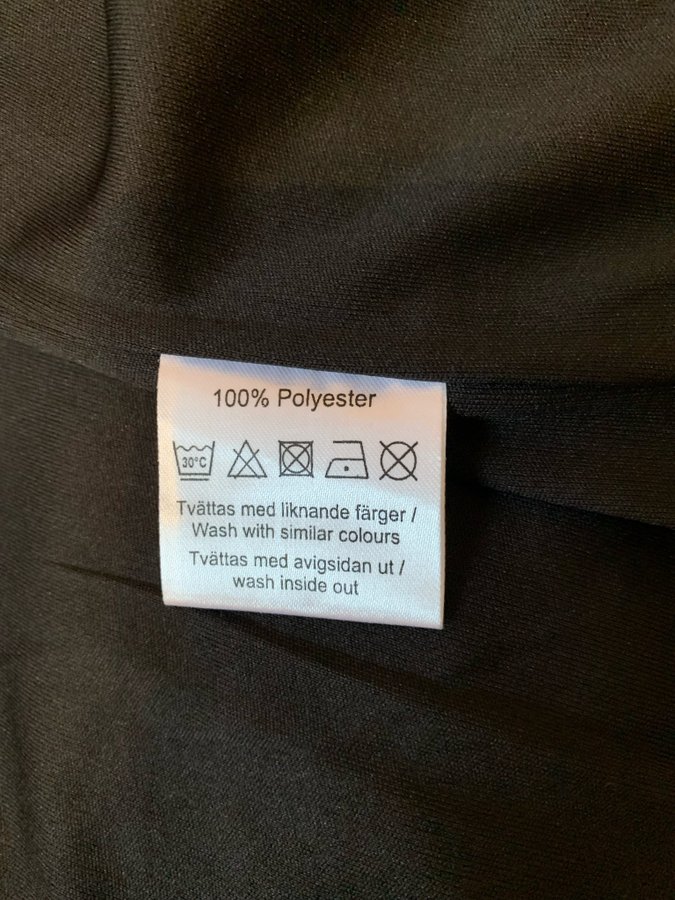 100% Polyester
30°C
Tvättas med liknande färger /
Wash with similar colours
Tvättas med avigsidan ut /
wash inside out